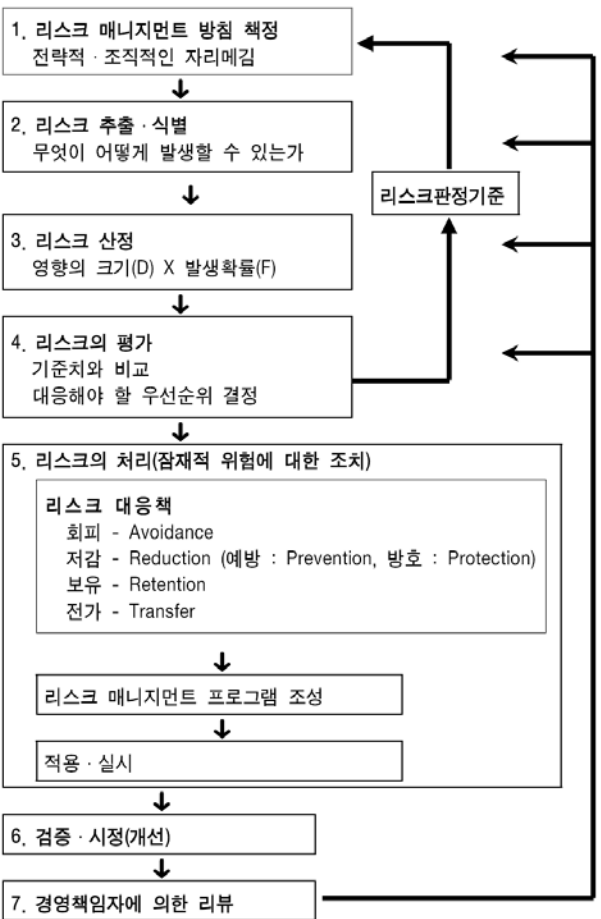 1. 리스크 매니지먼트 방침 책정
전략적 · 조직적인 자리메김
2. 리스크 추출 · 식별
무엇이 어떻게 발생할 수 있는가
리스크판정기준
3. 리스크 산정
영향의 크기(D) X 발생확률(F)
4. 리스크의 평가
기준치와 비교
대응해야 할 우선순위 결정
5. 리스크의 처리(잠재적 위험에 대한 조치)
리스크 대응책
회피 - Avoidance
저감 - Reduction (예방 : Prevention, 방호 : Protection)
보유 - Retention
전가 - Transfer
리스크 매니지먼트 프로그램 조성
적용 · 실시
6. 검증 · 시정(개선)
7. 경영책임자에 의한 리뷰